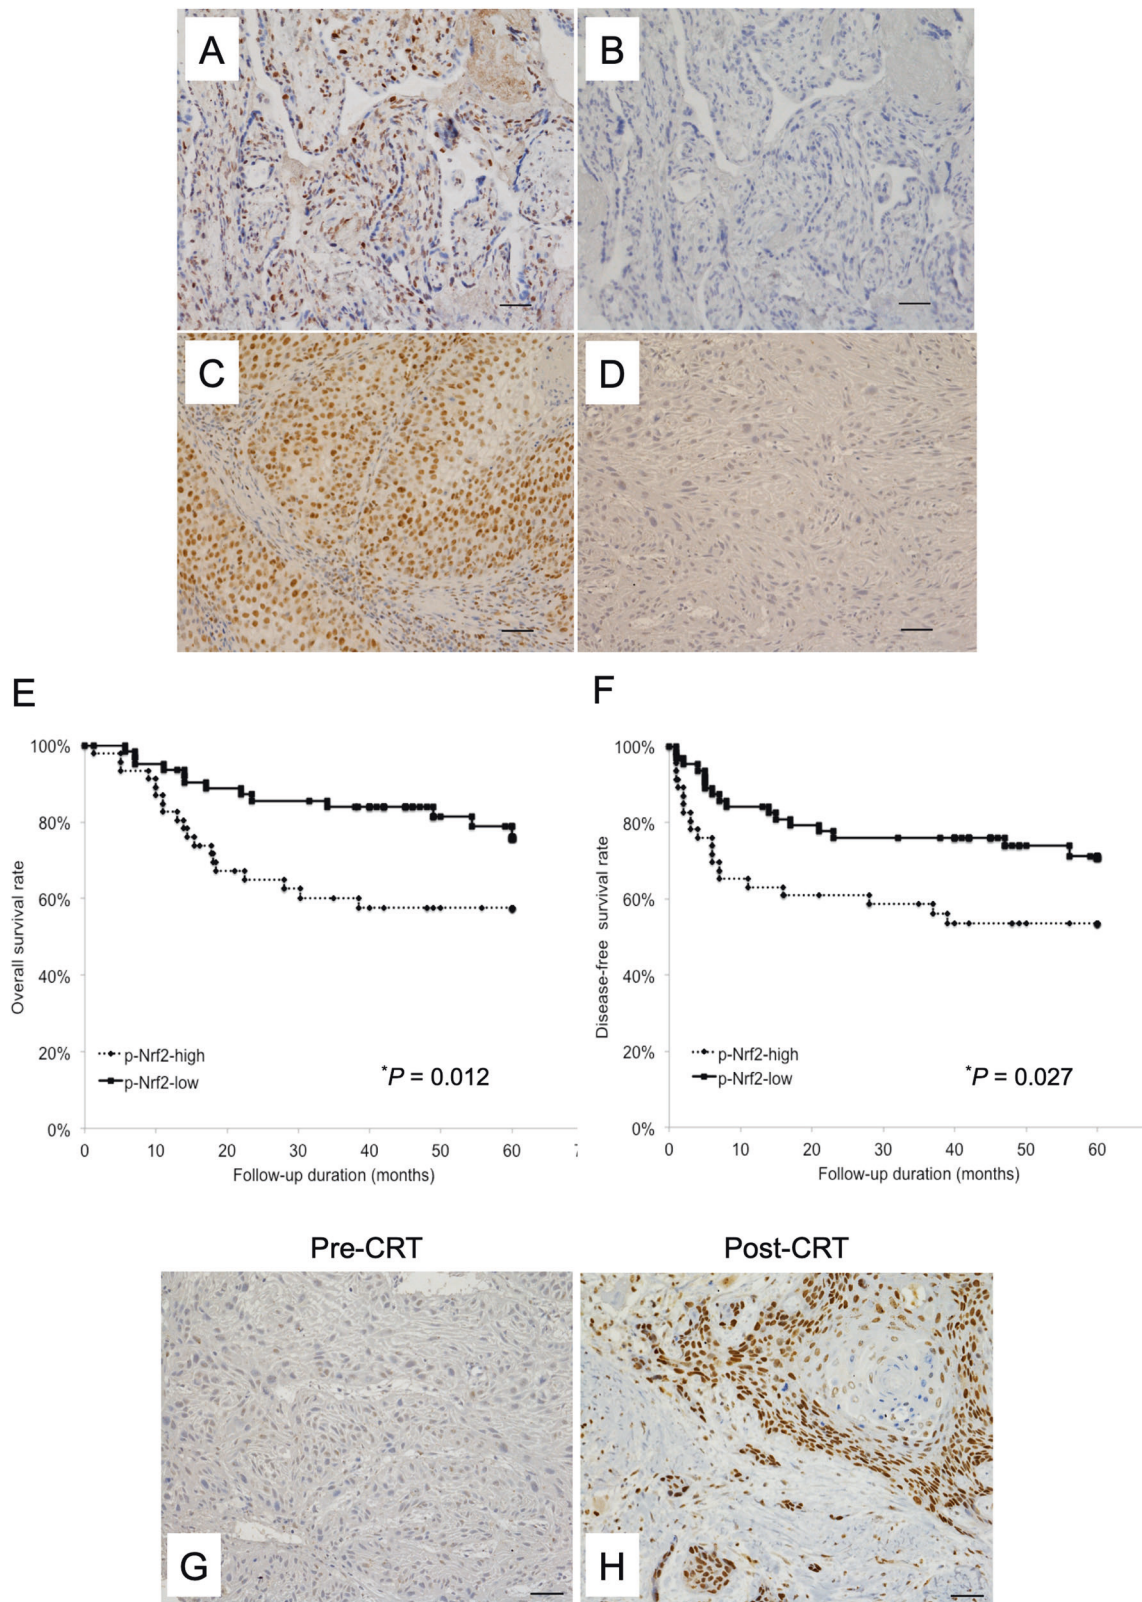 A
B
C
D
E
F
100%
80%
60%
40%
20%
0%
Overall survival rate
p-Nrf2-high
p-Nrf2-low
*P = 0.012
0 10 20 30 40 50 60
Follow-up duration (months)
100%
80%
60%
40%
20%
0%
Disease-free survival rate
p-Nrf2-high
p-Nrf2-low
*P = 0.027
0 10 20 30 40 50 60
Follow-up duration (months)
Pre-CRT
Post-CRT
G
H